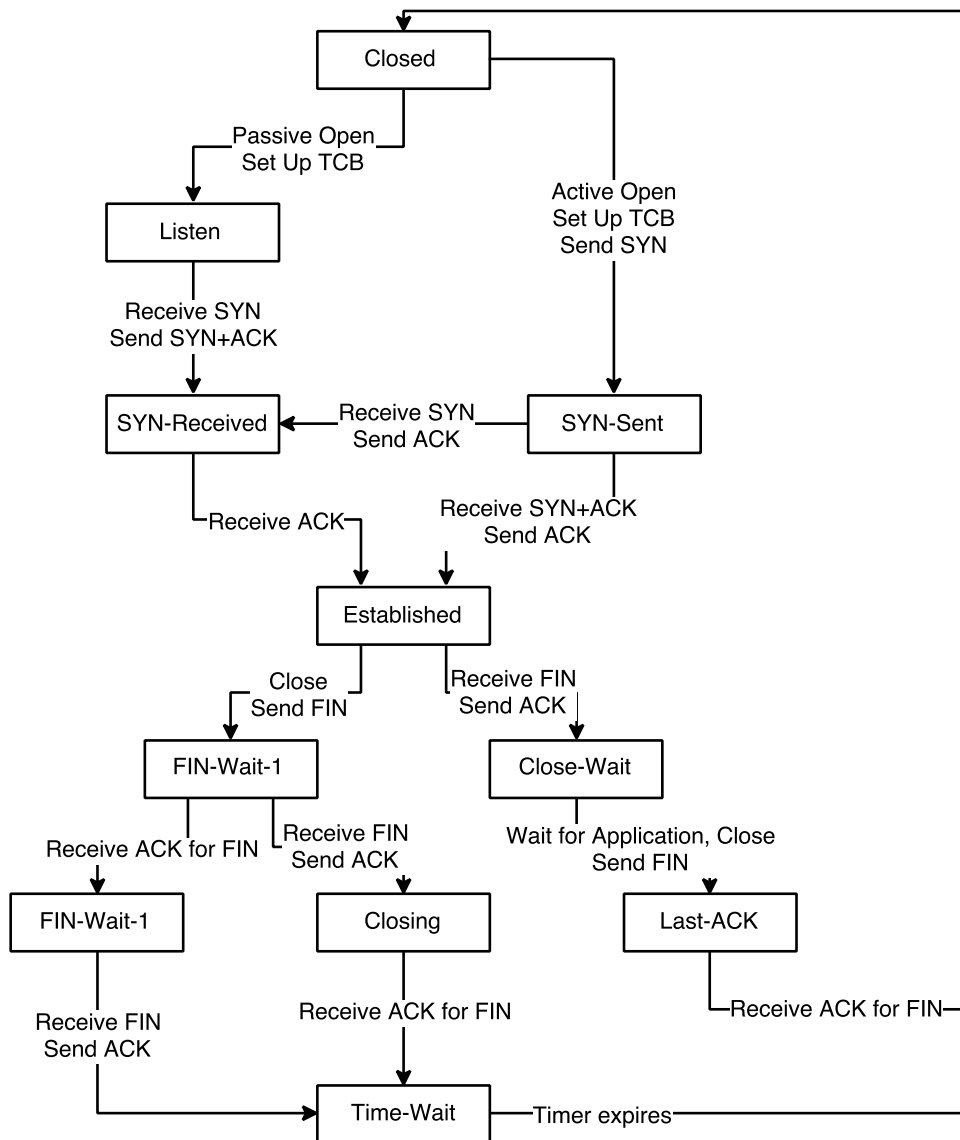 Closed
Passive Open
Set Up TCB
Active Open
Set Up TCB
Send SYN
Listen
Receive SYN
Send SYN+ACK
SYN-Received
Receive SYN
Send ACK
SYN-Sent
Receive ACK
Receive SYN+ACK
Send ACK
Established
Close
Send FIN
Receive FIN
Send ACK
FIN-Wait-1
Close-Wait
Receive ACK for FIN
Receive FIN
Send ACK
Wait for Application, Close
Send FIN
FIN-Wait-1
Closing
Last-ACK
Receive FIN
Send ACK
Receive ACK for FIN
Receive ACK for FIN
Time-Wait
Timer expires